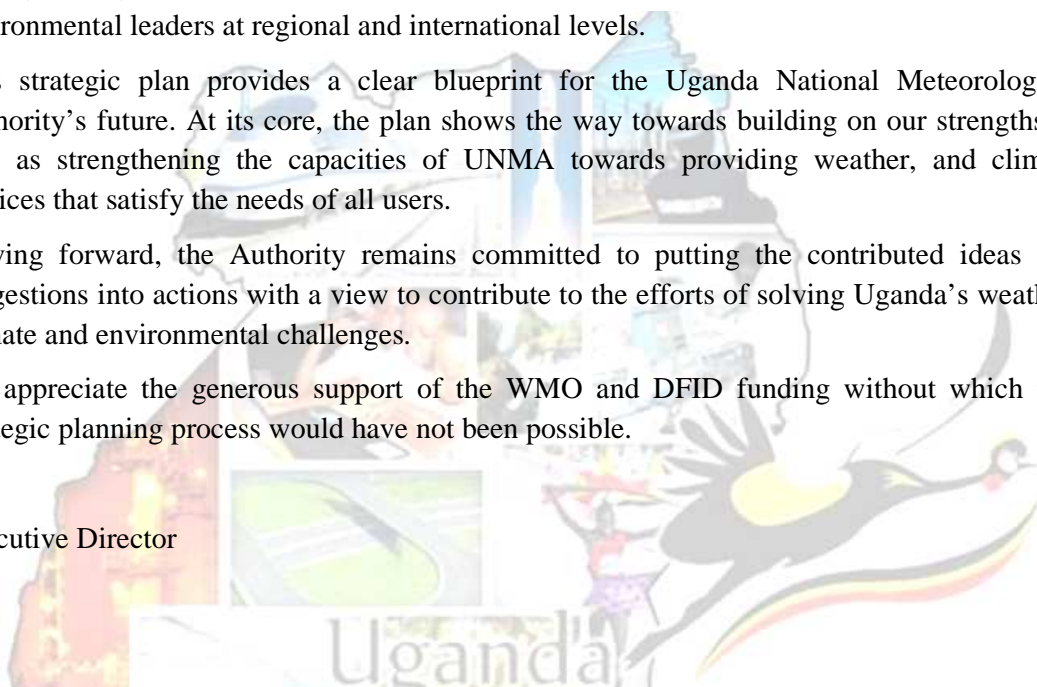 ronmental leaders at regional and international levels.
strategic plan provides a clear blueprint for the Uganda National Meteorolog
hority’s future. At its core, the plan shows the way towards building on our strengths
as strengthening the capacities of UNMA towards providing weather, and clim
ices that satisfy the needs of all users.
ving forward, the Authority remains committed to putting the contributed ideas
gestions into actions with a view to contribute to the efforts of solving Uganda’s weath
nate and environmental challenges.
appreciate the generous support of the WMO and DFID funding without which
tegic planning process would have not been possible.
cutive Director
Uganda